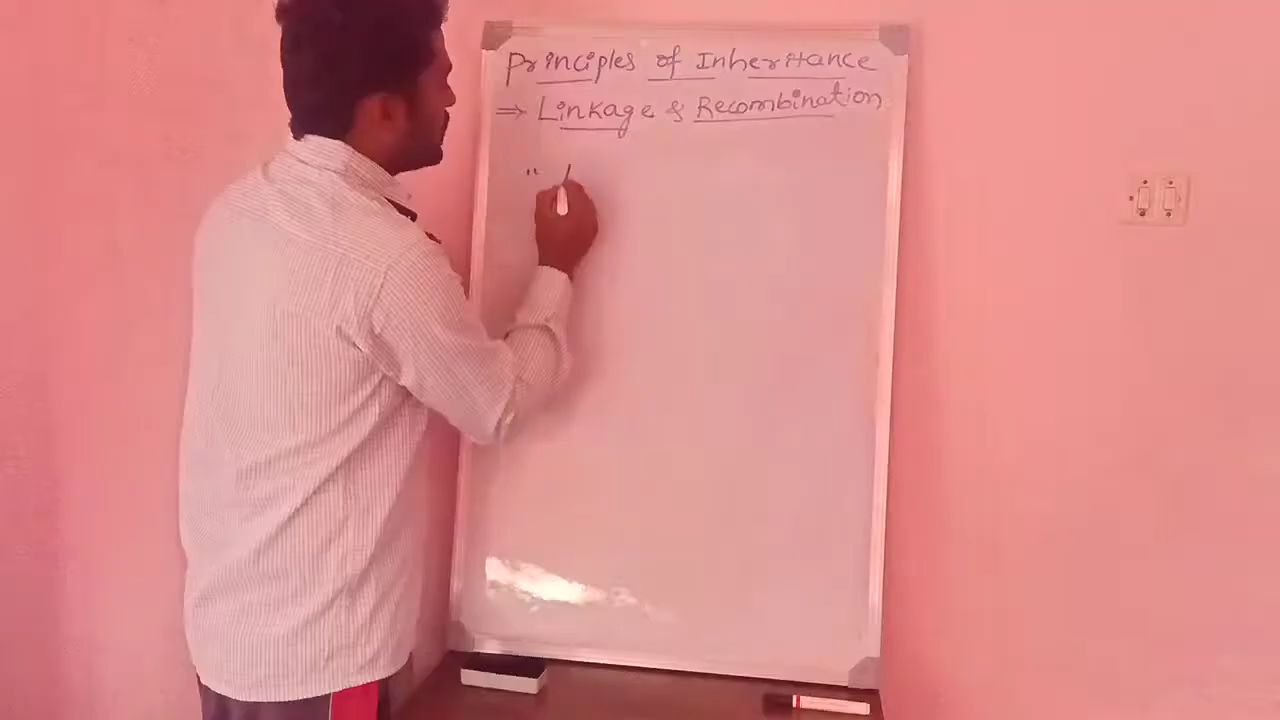 Principles of Inheritance
⇒ Linkage & Recombination
"